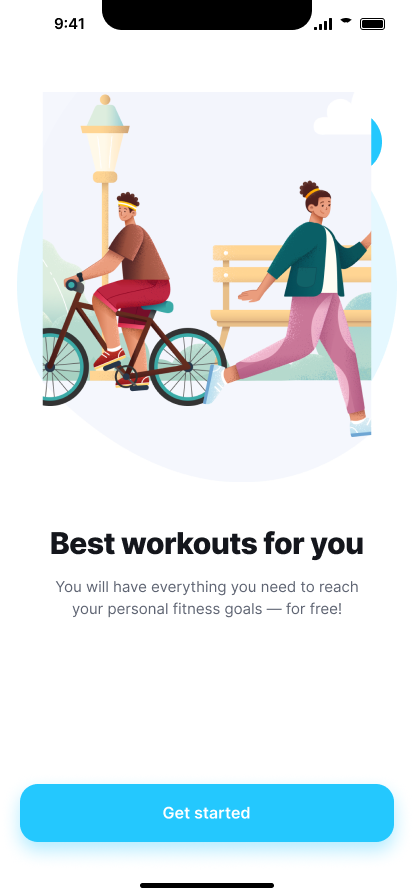 9:41
Best workouts for you
You will have everything you need to reach
your personal fitness goals — for free!
Get started